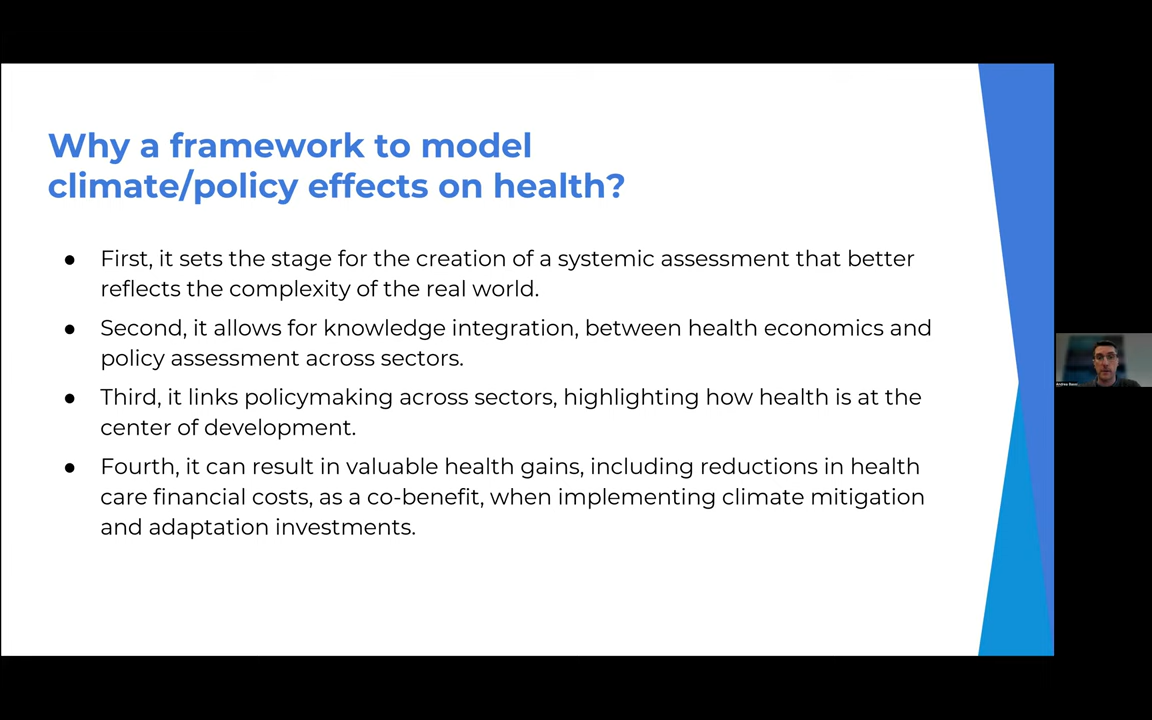 Why a framework to model
climate/policy effects on health?
● First, it sets the stage for the creation of a systemic assessment that better
reflects the complexity of the real world.
● Second, it allows for knowledge integration, between health economics and
policy assessment across sectors.
● Third, it links policymaking across sectors, highlighting how health is at the
center of development.
● Fourth, it can result in valuable health gains, including reductions in health
care financial costs, as a co-benefit, when implementing climate mitigation
and adaptation investments.